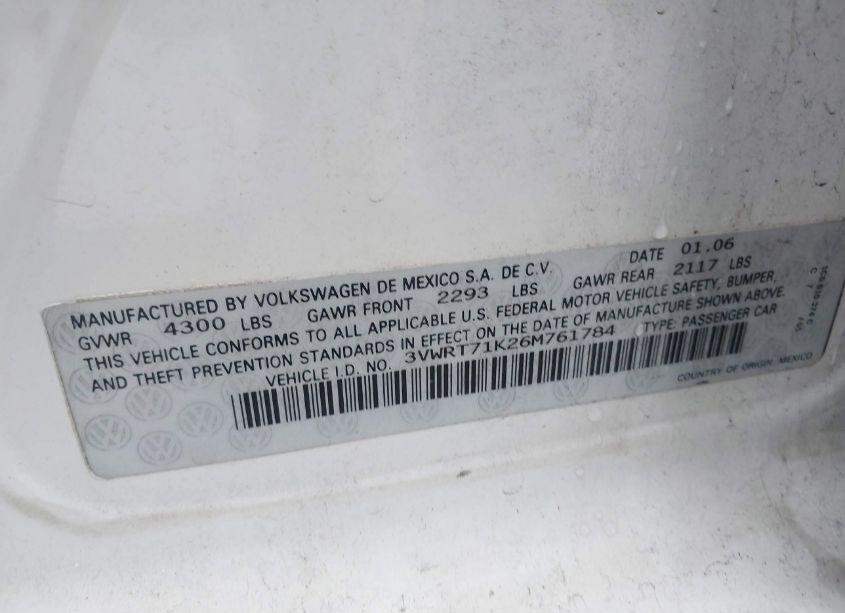 MANUFACTURED BY VOLKSWAGEN DE MEXICO S.A. DE C.V. DATE 01.06
GVWR 4300 LBS GAWR FRONT 2293 LBS GAWR REAR 2117 LBS
THIS VEHICLE CONFORMS TO ALL APPLICABLE U.S. FEDERAL MOTOR VEHICLE SAFETY, BUMPER,
AND THEFT PREVENTION STANDARDS IN EFFECT ON THE DATE OF MANUFACTURE SHOWN ABOVE.
VEHICLE I.D. NO. 3VWRT71K26M761784 TYPE: PASSENGER CAR
COUNTRY OF ORIGIN, MEXICO